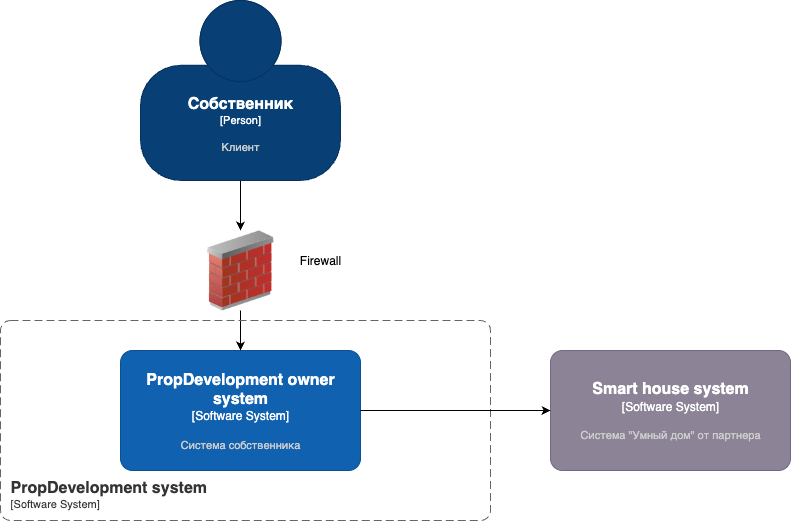 Собственник
[Person]
Клиент
Firewall
PropDevelopment owner
system
[Software System]
Система собственника
Smart house system
[Software System]
Система "Умный дом" от партнера
PropDevelopment system
[Software System]